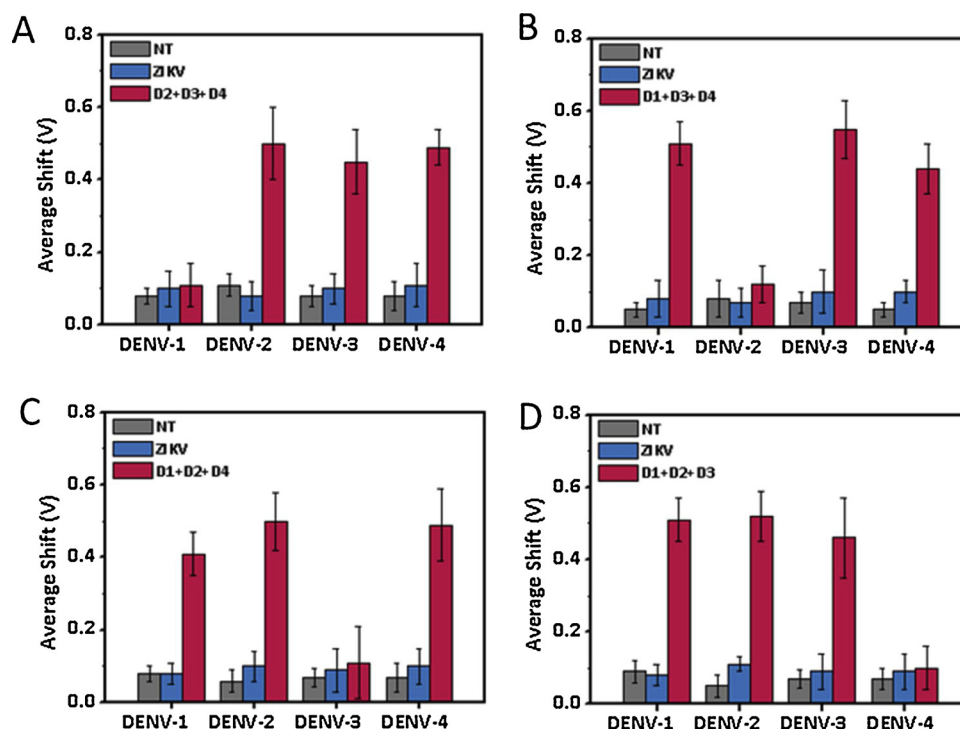 A
Average Shift (V)
0.8
0.6
0.4
0.2
0.0
NT
ZIKV
D2+D3+D4
DENV-1 DENV-2 DENV-3 DENV-4
B
Average Shift (V)
0.8
0.6
0.4
0.2
0.0
NT
ZIKV
D1+D3+D4
DENV-1 DENV-2 DENV-3 DENV-4
C
Average Shift (V)
0.8
0.6
0.4
0.2
0.0
NT
ZIKV
D1+D2+D4
DENV-1 DENV-2 DENV-3 DENV-4
D
Average Shift (V)
0.8
0.6
0.4
0.2
0.0
NT
ZIKV
D1+D2+D3
DENV-1 DENV-2 DENV-3 DENV-4